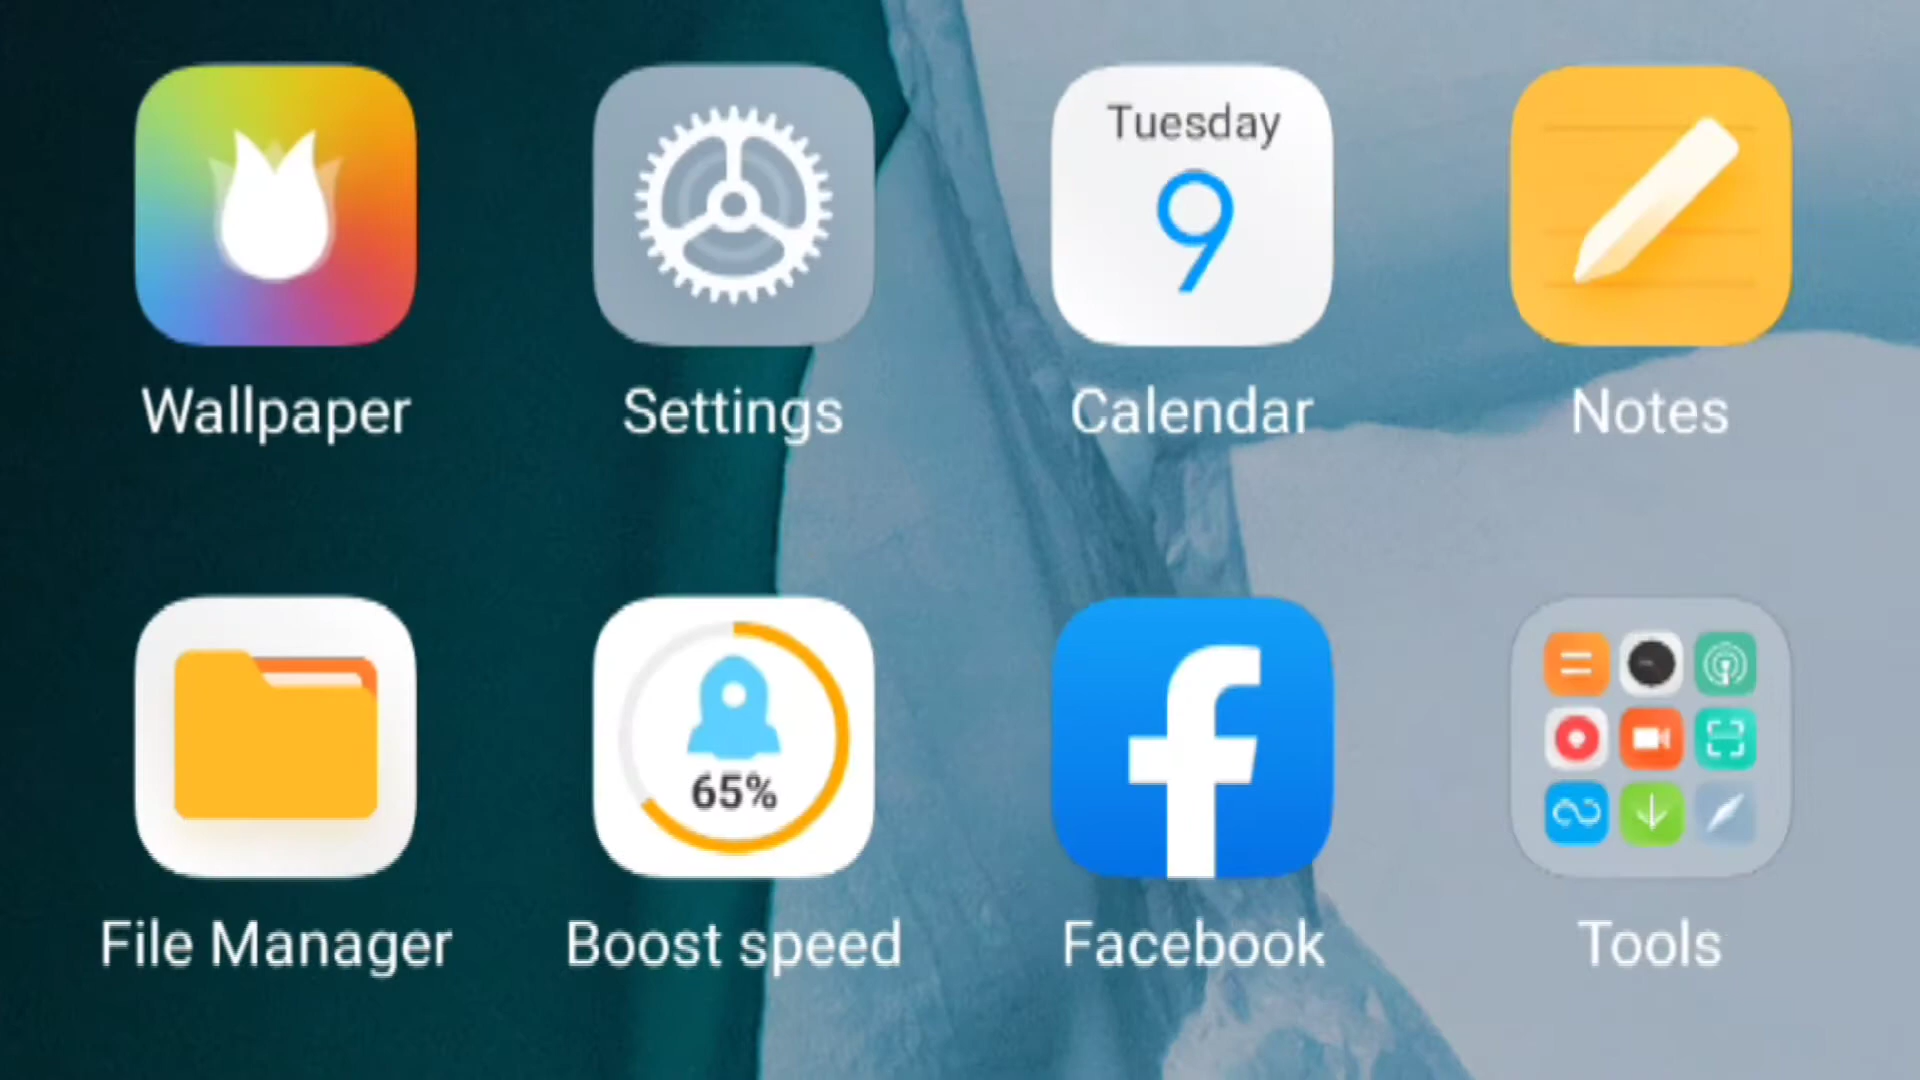 Tuesday
9
Wallpaper
Settings
Calendar
Notes
65%
File Manager
Boost speed
Facebook
Tools